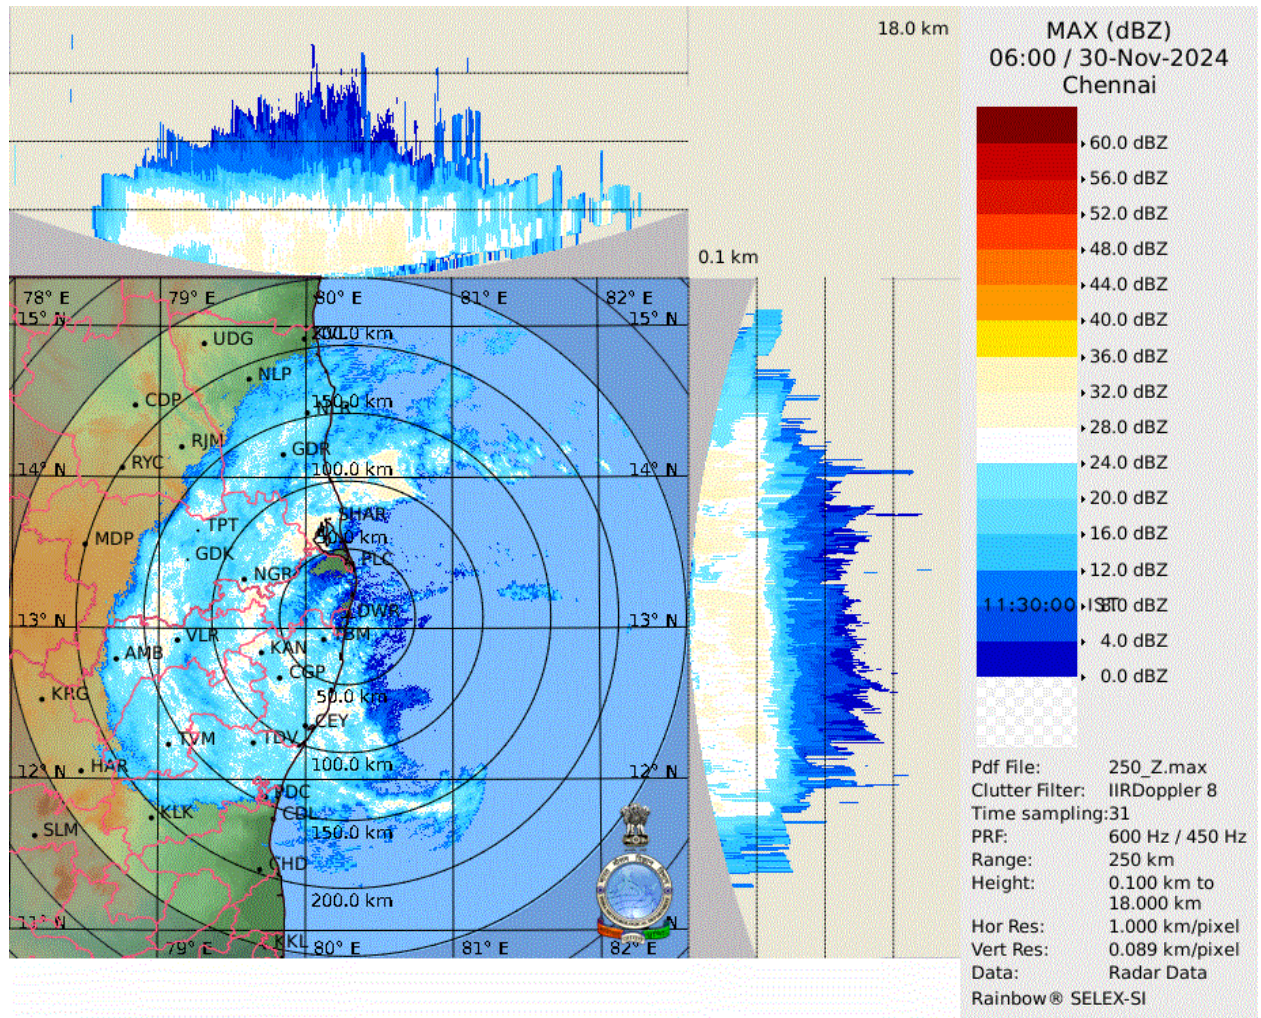 18.0 km
0.1 km
MAX (dBZ)
06:00 / 30-Nov-2024
Chennai
60.0 dBZ
56.0 dBZ
52.0 dBZ
48.0 dBZ
44.0 dBZ
40.0 dBZ
36.0 dBZ
32.0 dBZ
28.0 dBZ
24.0 dBZ
20.0 dBZ
16.0 dBZ
12.0 dBZ
11:30:00 IST 8.0 dBZ
4.0 dBZ
0.0 dBZ
Pdf File: 250_Z.max
Clutter Filter: IIRDoppler 8
Time sampling:31
PRF: 600 Hz / 450 Hz
Range: 250 km
Height: 0.100 km to
18.000 km
Hor Res: 1.000 km/pixel
Vert Res: 0.089 km/pixel
Data: Radar Data
Rainbow® SELEX-SI
78° E 79° E 80° E 81° E 82° E
15° N 15° N
UDG
NLP
CDP
150.0 km
RJM
GDR
RYC
100.0 km
14° N 14° N
SHAR
TPT
MDP
GDK
PLC
NGR
DWR
13° N 13° N
VLR
KAN
AMB
CGP
KRG
50.0 km
CEY
TVM TDV
HAR
100.0 km
12° N 12° N
PDC
KLK
CDL
SLM
150.0 km
CHD
200.0 km
11° N
KKL
79° E 80° E 81° E 82° E